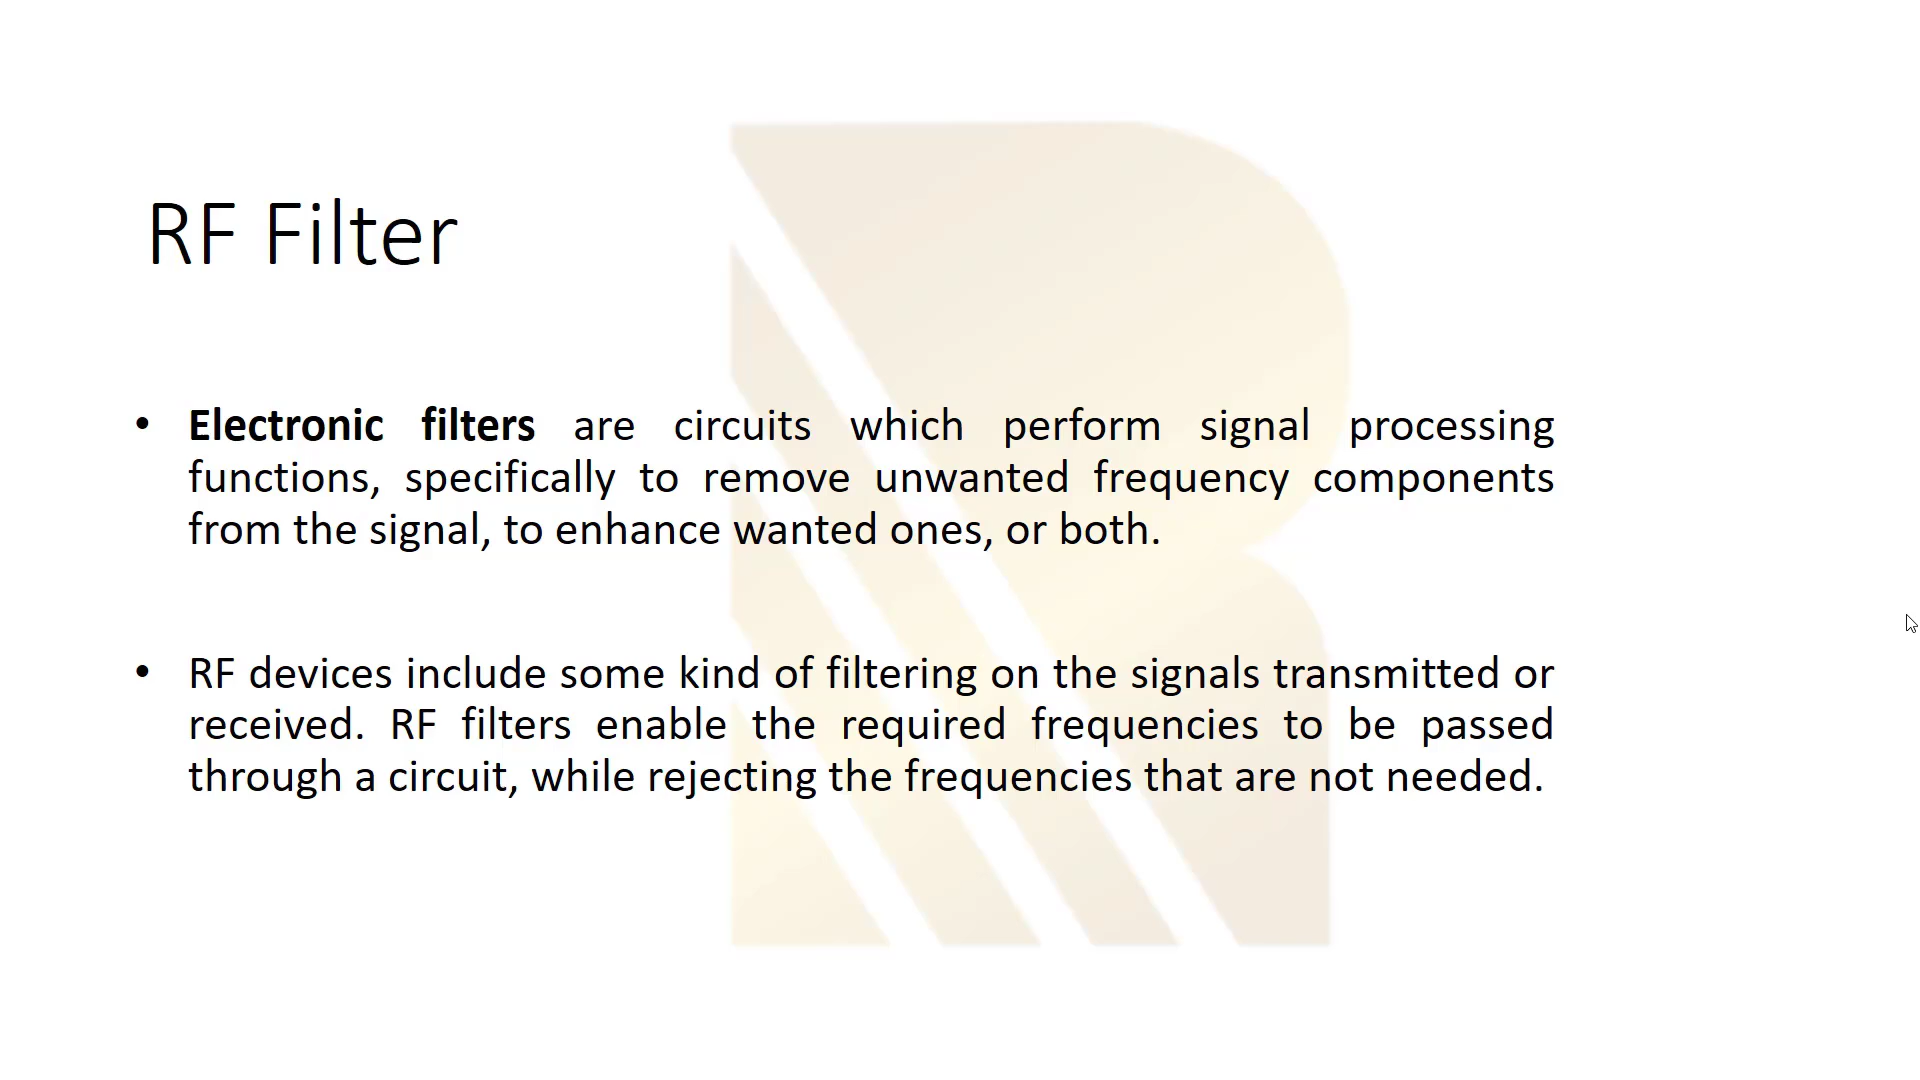 RF Filter
• Electronic filters are circuits which perform signal processing
functions, specifically to remove unwanted frequency components
from the signal, to enhance wanted ones, or both.
• RF devices include some kind of filtering on the signals transmitted or
received. RF filters enable the required frequencies to be passed
through a circuit, while rejecting the frequencies that are not needed.